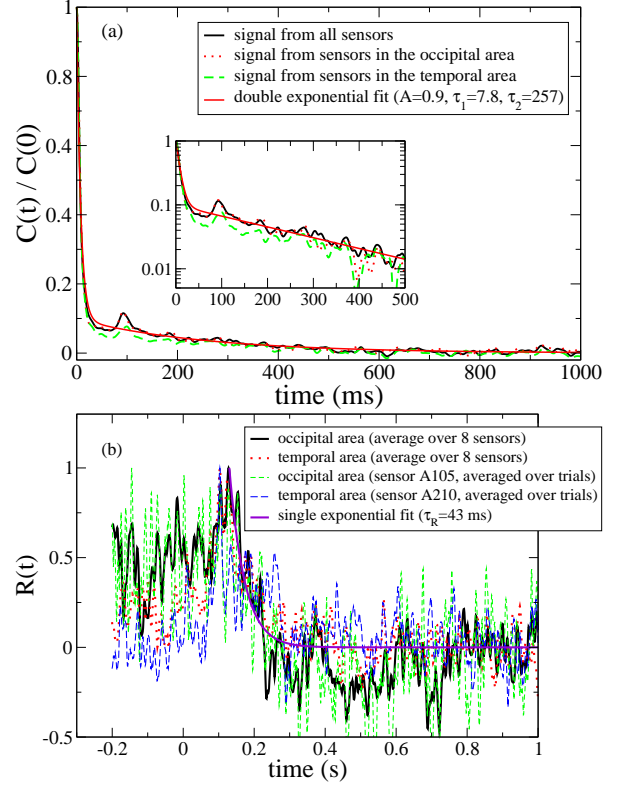 (a)
signal from all sensors
signal from sensors in the occipital area
signal from sensors in the temporal area
double exponential fit (A=0.9, τ1=7.8, τ2=257)
C(t) / C(0)
1
0.8
0.6
0.4
0.2
0
0 200 400 600 800 1000
time (ms)
1
0.1
0.01
0 100 200 300 400 500
(b)
occipital area (average over 8 sensors)
temporal area (average over 8 sensors)
occipital area (sensor A105, averaged over trials)
temporal area (sensor A210, averaged over trials)
single exponential fit (τR=43 ms)
R(t)
1
0.5
0
-0.5
-0.2 0 0.2 0.4 0.6 0.8 1
time (s)